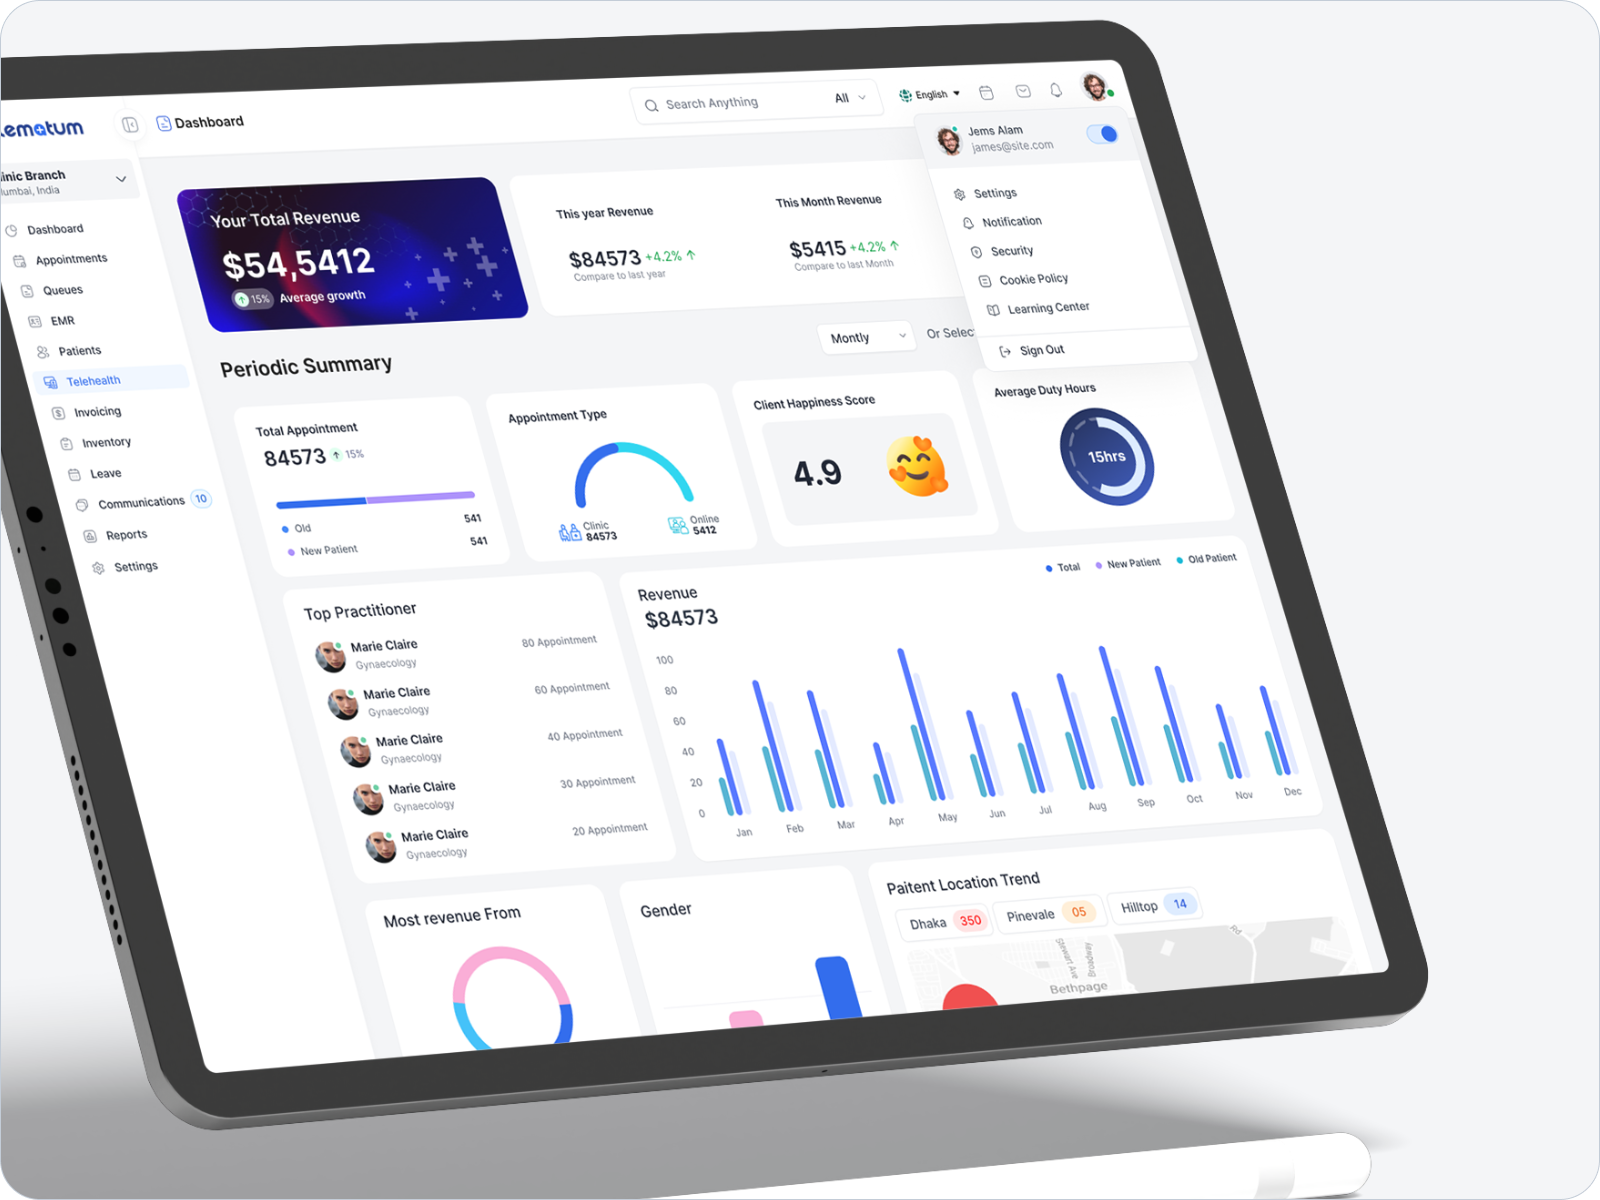 ematum
Dashboard
Search Anything
All
English
Jems Alam
james@site.com
Settings
Notification
Security
Cookie Policy
Learning Center
Sign Out
inic Branch
umbai, India
Dashboard
Appointments
Queues
EMR
Patients
Telehealth
Invoicing
Inventory
Leave
Communications 10
Reports
Settings
Your Total Revenue
$54,5412
15% Average growth
This year Revenue
$84573 +4.2%
Compare to last year
This Month Revenue
$5415 +4.2%
Compare to last Month
Periodic Summary
Montly
Or Selec
Total Appointment
84573 15%
Old 541
New Patient 541
Appointment Type
Clinic
84573
Online
5412
Client Happiness Score
4.9
Average Duty Hours
15hrs
Top Practitioner
Marie Claire
Gynaecology
80 Appointment
Marie Claire
Gynaecology
60 Appointment
Marie Claire
Gynaecology
40 Appointment
Marie Claire
Gynaecology
30 Appointment
Marie Claire
Gynaecology
20 Appointment
Revenue
$84573
Total New Patient Old Patient
100
80
60
40
20
0
Jan Feb Mar Apr May Jun Jul Aug Sep Oct Nov Dec
Most revenue From
Gender
Paitent Location Trend
Dhaka 350
Pinevale 05
Hilltop 14
Stewart Ave
Broadway
Rd
Bethpage